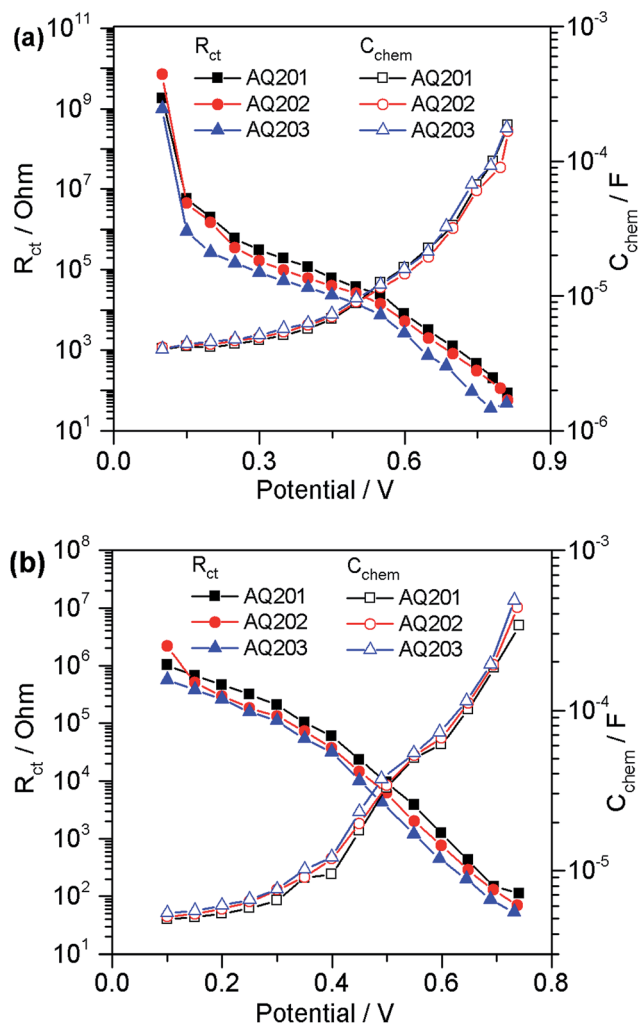 (a)
R_ct C_chem
AQ201 AQ201
AQ202 AQ202
AQ203 AQ203
10^11
10^9
10^7
10^5
10^3
10^1
R_ct / Ohm
10^-3
10^-4
10^-5
10^-6
C_chem / F
0.0 0.3 0.6 0.9
Potential / V
(b)
R_ct C_chem
AQ201 AQ201
AQ202 AQ202
AQ203 AQ203
10^8
10^7
10^6
10^5
10^4
10^3
10^2
10^1
R_ct / Ohm
10^-3
10^-4
10^-5
C_chem / F
0.0 0.2 0.4 0.6 0.8
Potential / V